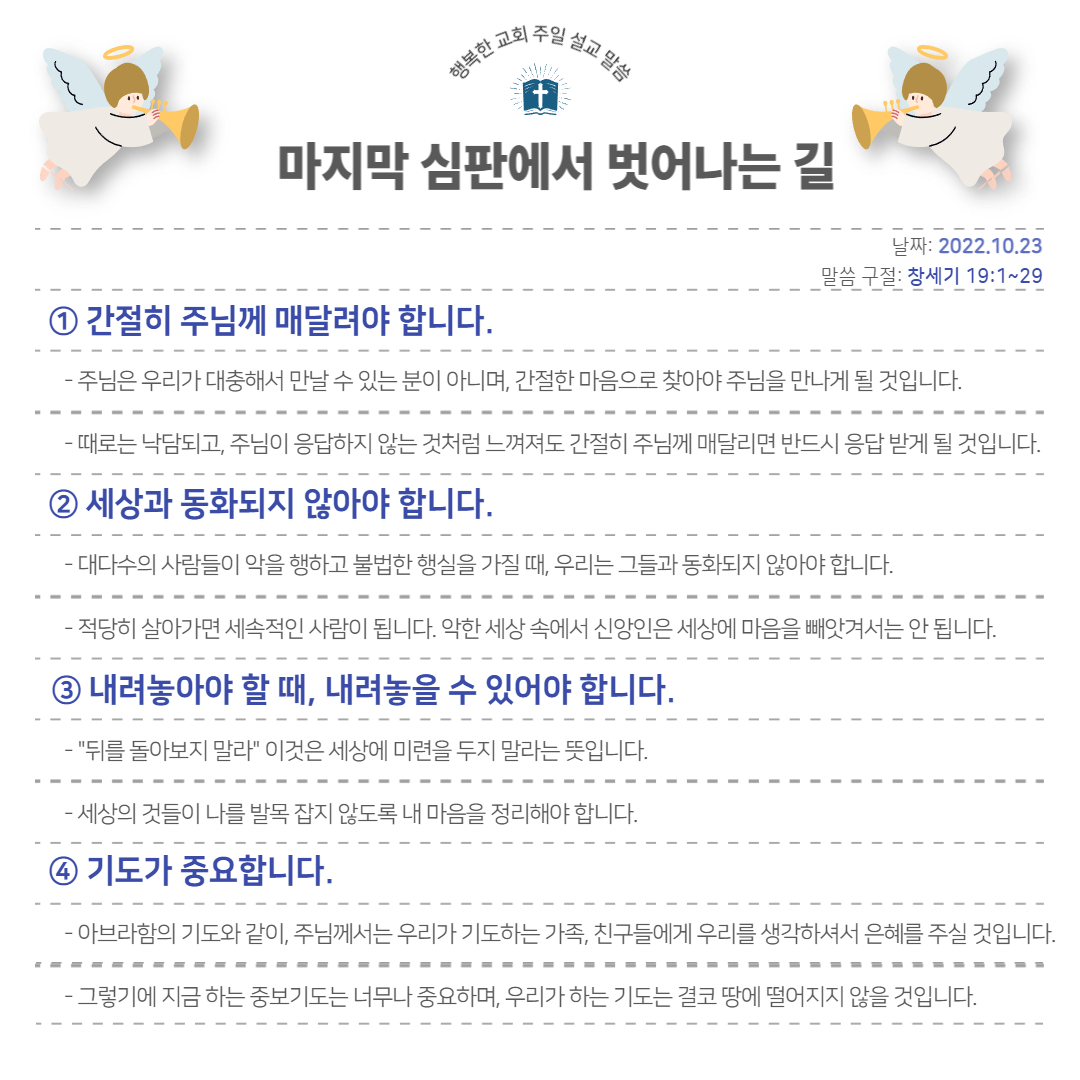 행복한 교회 주일 설교 말씀
마지막 심판에서 벗어나는 길
날짜: 2022.10.23
말씀 구절: 창세기 19:1~29
① 간절히 주님께 매달려야 합니다.
- 주님은 우리가 대충해서 만날 수 있는 분이 아니며, 간절한 마음으로 찾아야 주님을 만나게 될 것입니다.
- 때로는 낙담되고, 주님이 응답하지 않는 것처럼 느껴져도 간절히 주님께 매달리면 반드시 응답 받게 될 것입니다.
② 세상과 동화되지 않아야 합니다.
- 대다수의 사람들이 악을 행하고 불법한 행실을 가질 때, 우리는 그들과 동화되지 않아야 합니다.
- 적당히 살아가면 세속적인 사람이 됩니다. 악한 세상 속에서 신앙인은 세상에 마음을 빼앗겨서는 안 됩니다.
③ 내려놓아야 할 때, 내려놓을 수 있어야 합니다.
- "뒤를 돌아보지 말라" 이것은 세상에 미련을 두지 말라는 뜻입니다.
- 세상의 것들이 나를 발목 잡지 않도록 내 마음을 정리해야 합니다.
④ 기도가 중요합니다.
- 아브라함의 기도와 같이, 주님께서는 우리가 기도하는 가족, 친구들에게 우리를 생각하셔서 은혜를 주실 것입니다.
- 그렇기에 지금 하는 중보기도는 너무나 중요하며, 우리가 하는 기도는 결코 땅에 떨어지지 않을 것입니다.